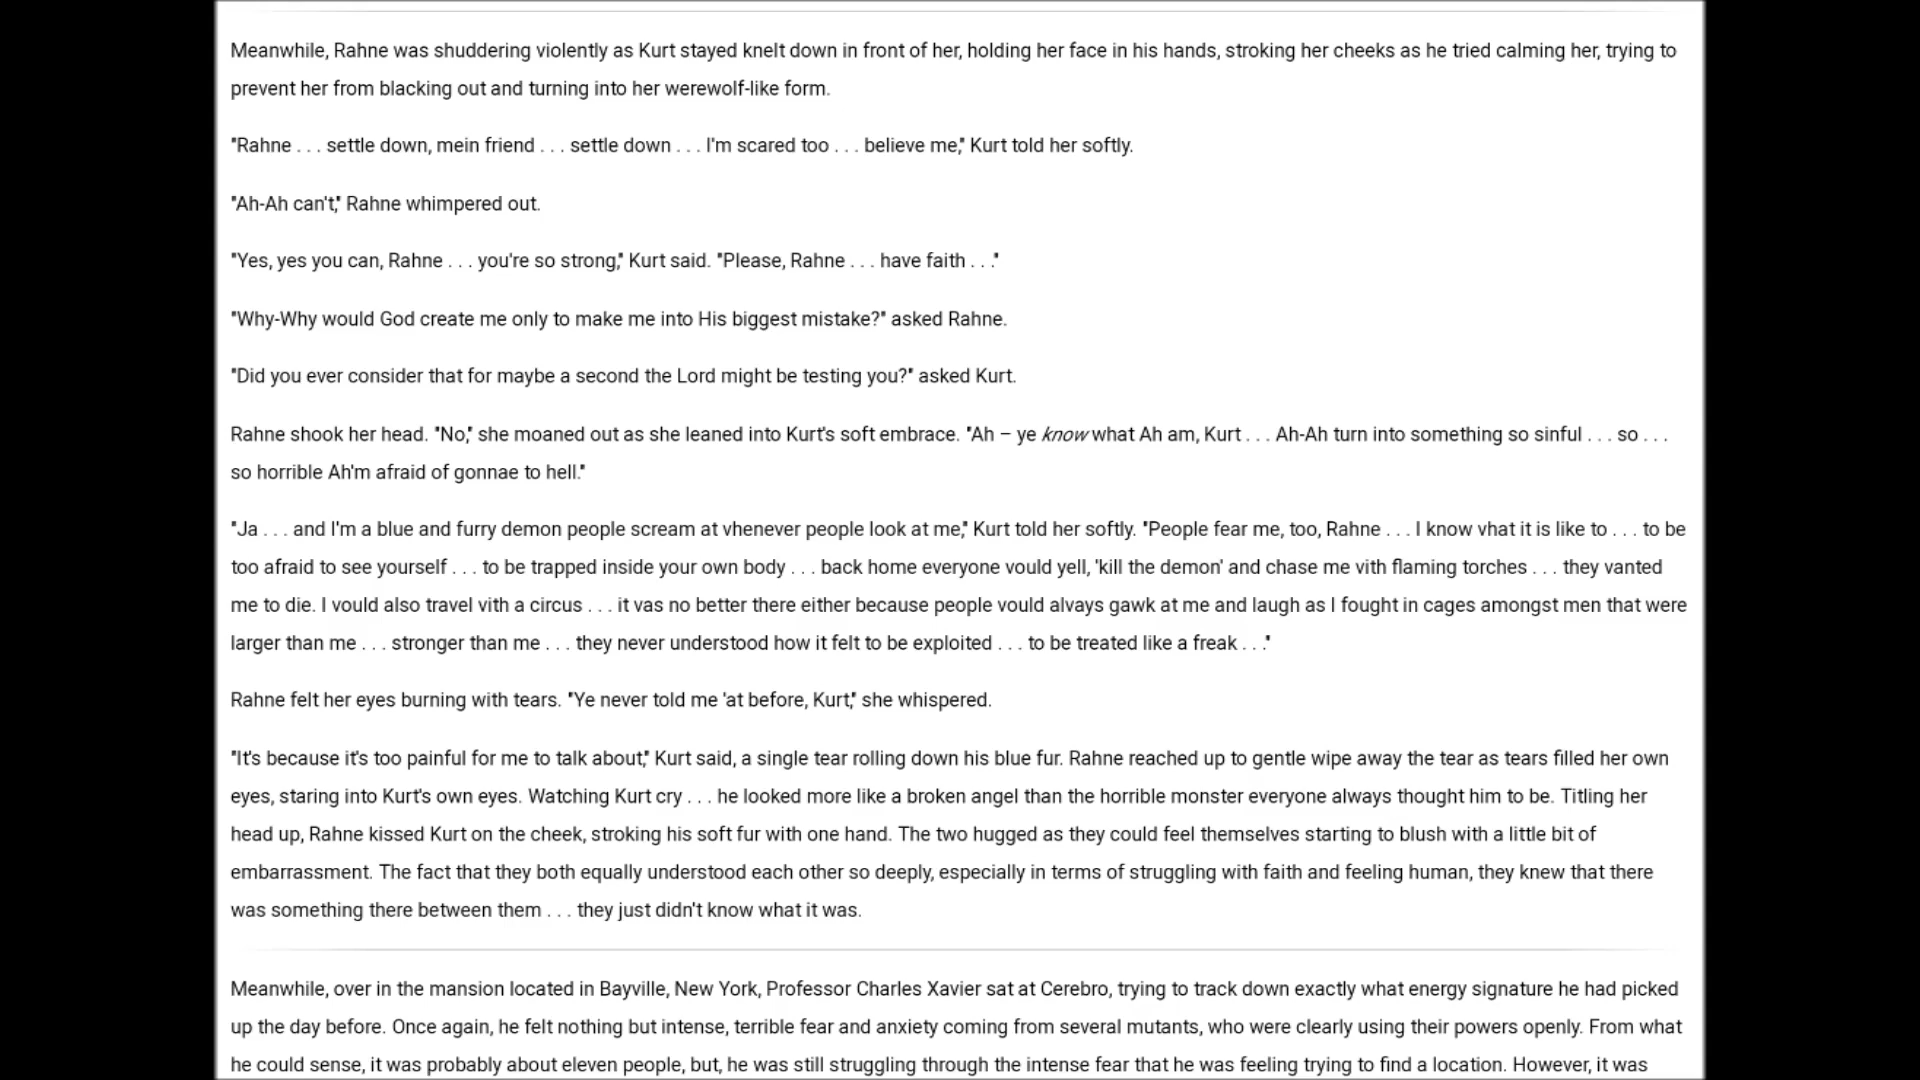 Meanwhile, Rahne was shuddering violently as Kurt stayed knelt down in front of her, holding her face in his hands, stroking her cheeks as he tried calming her, trying to
prevent her from blacking out and turning into her werewolf-like form.
"Rahne . . . settle down, mein friend . . . settle down . . . I'm scared too . . . believe me," Kurt told her softly.
"Ah-Ah can't," Rahne whimpered out.
"Yes, yes you can, Rahne . . . you're so strong," Kurt said. "Please, Rahne . . . have faith . . ."
"Why-Why would God create me only to make me into His biggest mistake?" asked Rahne.
"Did you ever consider that for maybe a second the Lord might be testing you?" asked Kurt.
Rahne shook her head. "No," she moaned out as she leaned into Kurt's soft embrace. "Ah – ye know what Ah am, Kurt . . . Ah-Ah turn into something so sinful . . . so . . .
so horrible Ah'm afraid of gonnae to hell."
"Ja . . . and I'm a blue and furry demon people scream at vhenever people look at me," Kurt told her softly. "People fear me, too, Rahne . . . I know vhat it is like to . . . to be
too afraid to see yourself . . . to be trapped inside your own body . . . back home everyone vould yell, 'kill the demon' and chase me vith flaming torches . . . they vanted
me to die. I vould also travel vith a circus . . . it vas no better there either because people vould alvays gawk at me and laugh as I fought in cages amongst men that were
larger than me . . . stronger than me . . . they never understood how it felt to be exploited . . . to be treated like a freak . . ."
Rahne felt her eyes burning with tears. "Ye never told me 'at before, Kurt," she whispered.
"It's because it's too painful for me to talk about," Kurt said, a single tear rolling down his blue fur. Rahne reached up to gentle wipe away the tear as tears filled her own
eyes, staring into Kurt's own eyes. Watching Kurt cry . . . he looked more like a broken angel than the horrible monster everyone always thought him to be. Titling her
head up, Rahne kissed Kurt on the cheek, stroking his soft fur with one hand. The two hugged as they could feel themselves starting to blush with a little bit of
embarrassment. The fact that they both equally understood each other so deeply, especially in terms of struggling with faith and feeling human, they knew that there
was something there between them . . . they just didn't know what it was.
Meanwhile, over in the mansion located in Bayville, New York, Professor Charles Xavier sat at Cerebro, trying to track down exactly what energy signature he had picked
up the day before. Once again, he felt nothing but intense, terrible fear and anxiety coming from several mutants, who were clearly using their powers openly. From what
he could sense, it was probably about eleven people, but, he was still struggling through the intense fear that he was feeling trying to find a location. However, it was